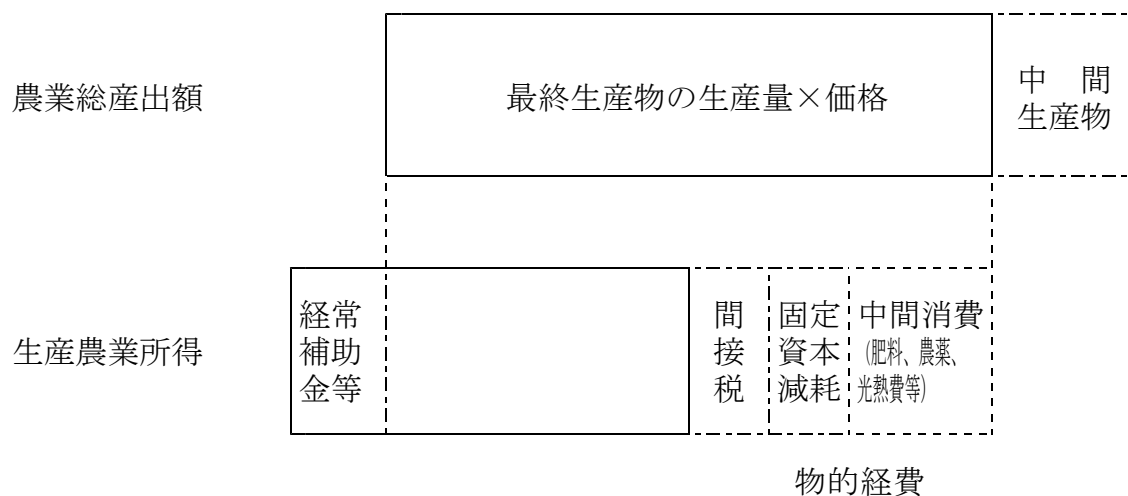 農業総産出額
最終生産物の生産量×価格
中間
生産物
生産農業所得
経常
補助
金等
間
接
税
固定
資本
減耗
中間消費
(肥料、農薬、
光熱費等)
物的経費